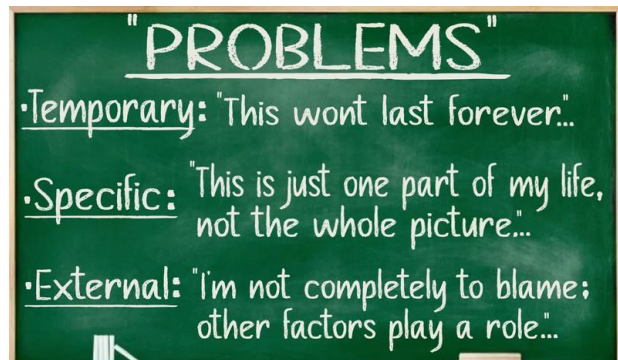 "PROBLEMS"
·Temporary: "This wont last forever"...
·Specific: "This is just one part of my life,
not the whole picture"...
·External: "I'm not completely to blame;
other factors play a role"...